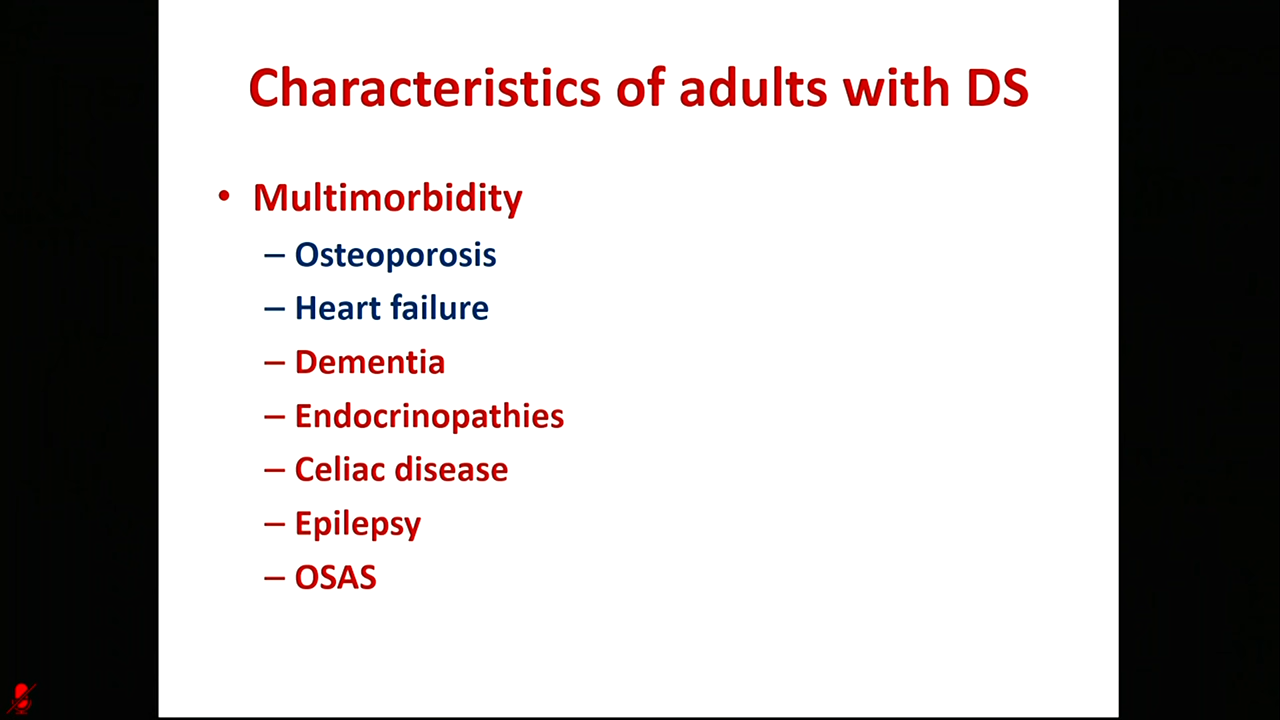 Characteristics of adults with DS
• Multimorbidity
– Osteoporosis
– Heart failure
– Dementia
– Endocrinopathies
– Celiac disease
– Epilepsy
– OSAS